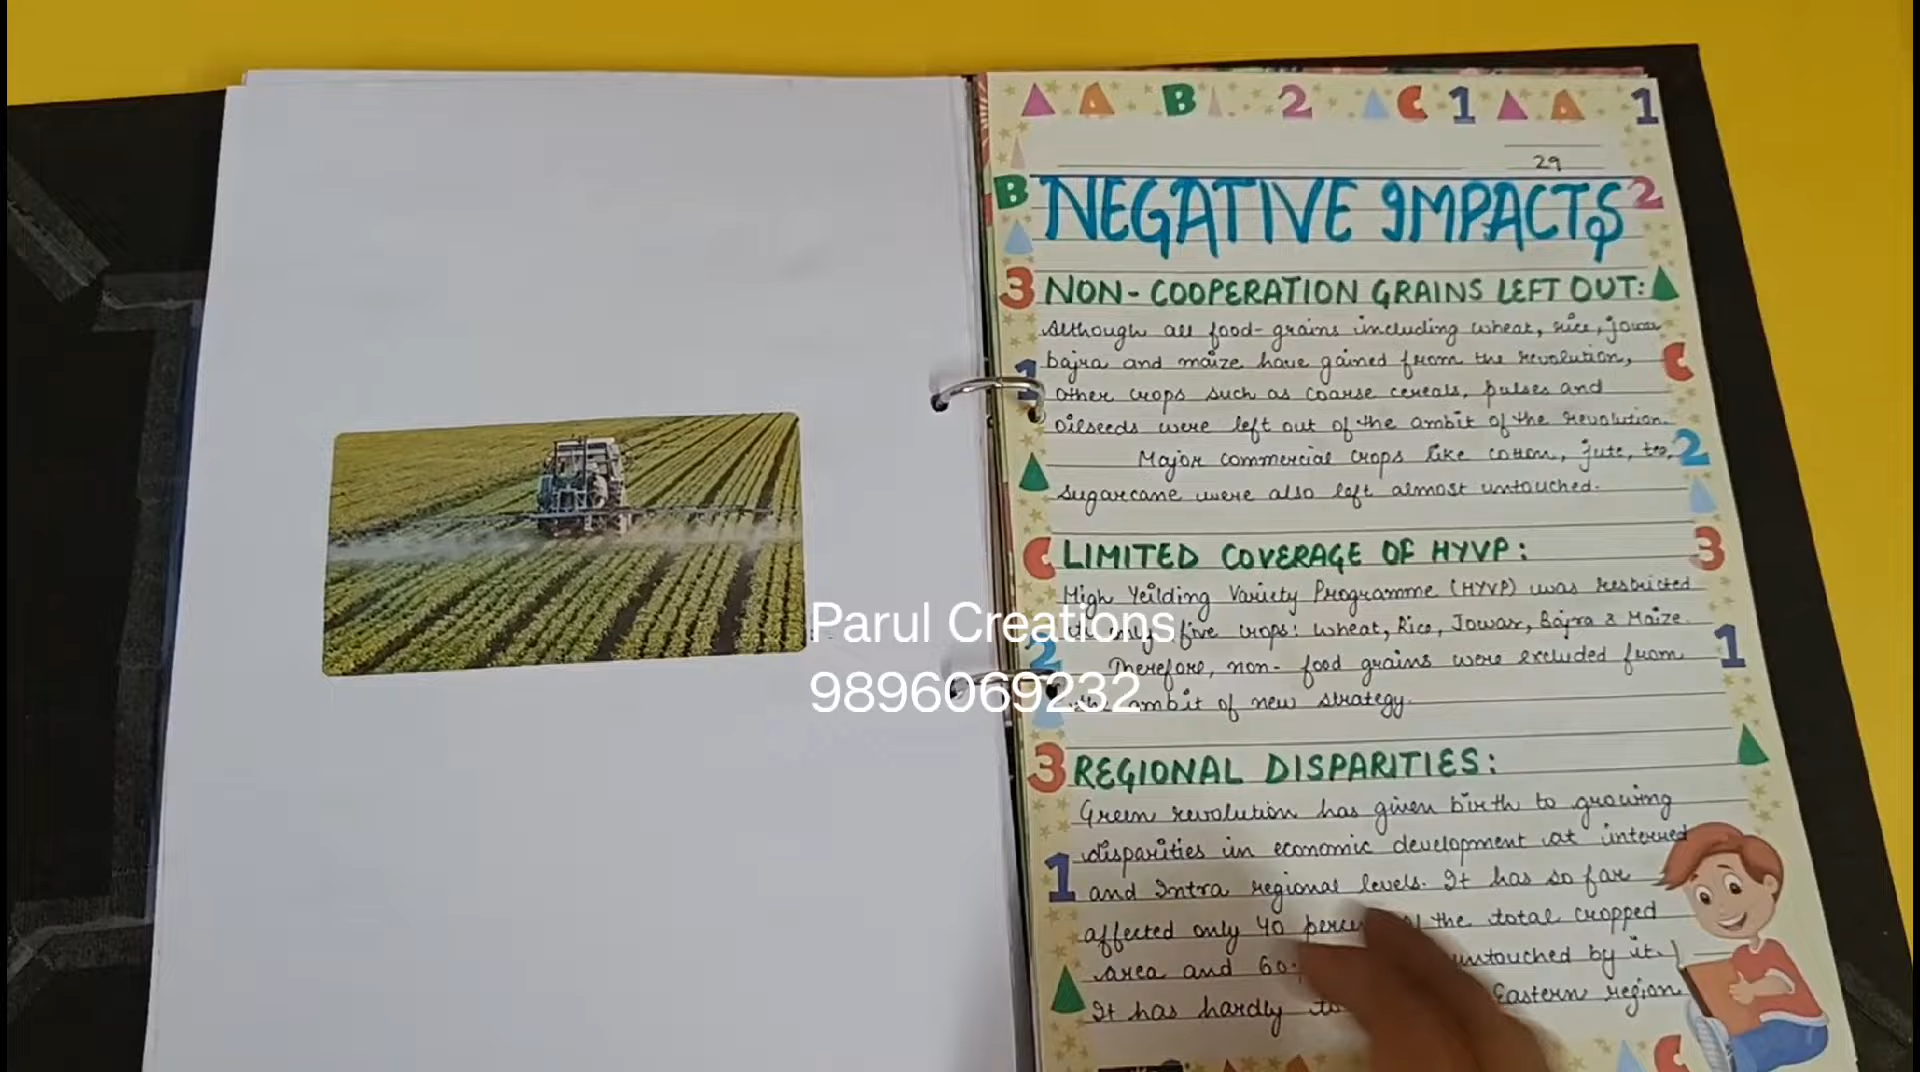 29
NEGATIVE IMPACTS
NON-COOPERATION GRAINS LEFT OUT:
Although all food-grains including wheat, rice, jowar
bajra and maize have gained from the revolution,
other crops such as coarse cereals, pulses and
oilseeds were left out of the ambit of the revolution.
Major commercial crops like cotton, jute, tea,
sugarcane were also left almost untouched.
LIMITED COVERAGE OF HYVP:
High Yeilding Variety Programme (HYVP) was restricted
only five crops: Wheat, Rice, Jowar, Bajra & Maize.
Therefore, non-food grains were excluded from
the ambit of new strategy.
REGIONAL DISPARITIES:
Green revolution has given birth to growing
disparities in economic development at
and Intra regional levels. It has so far
affected only 40 the total cropped
area and 60 untouched by it.
It has hardly Eastern region
Parul Creations
9896069232